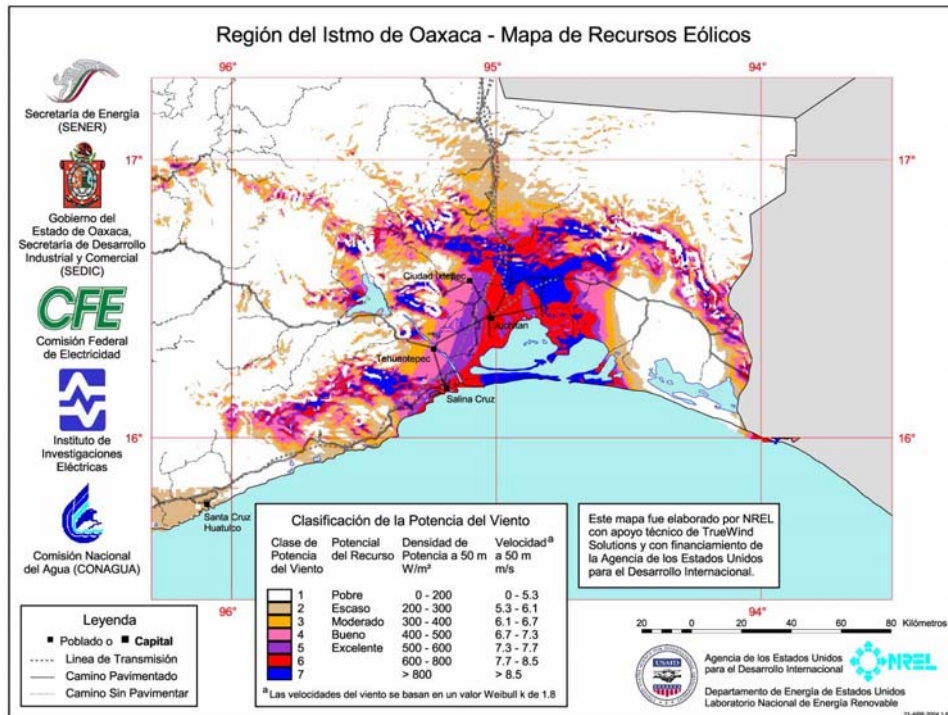 Región del Istmo de Oaxaca - Mapa de Recursos Eólicos
96°
95°
94°
Secretaría de Energía
(SENER)
Gobierno del
Estado de Oaxaca,
Secretaría de Desarrollo
Industrial y Comercial
(SEDIC)
CFE
Comisión Federal
de Electricidad
Instituto de
Investigaciones
Eléctricas
Comisión Nacional
del Agua (CONAGUA)
17°
17°
Ciudad Ixtepec
Juchitan
Tehuantepec
Salina Cruz
16°
16°
Santa Cruz
Huatulco
96°
94°
Leyenda
Poblado o Capital
Linea de Transmisión
Camino Pavimentado
Camino Sin Pavimentar
Clasificación de la Potencia del Viento
Clase de Potencia del Viento
Potencial del Recurso
Densidad de Potencia a 50 m W/m²
Velocidad a a 50 m m/s
1 Pobre 0 - 200 0 - 5.3
2 Escaso 200 - 300 5.3 - 6.1
3 Moderado 300 - 400 6.1 - 6.7
4 Bueno 400 - 500 6.7 - 7.3
5 Excelente 500 - 600 7.3 - 7.7
6 600 - 800 7.7 - 8.5
7 > 800 > 8.5
a Las velocidades del viento se basan en un valor Weibull k de 1.8
Este mapa fue elaborado por NREL
con apoyo técnico de TrueWind
Solutions y con financiamiento de
la Agencia de los Estados Unidos
para el Desarrollo Internacional.
20 0 20 40 60 80 Kilómetros
USAID
Agencia de los Estados Unidos
para el Desarrollo Internacional
NREL
Departamento de Energía de Estados Unidos
Laboratorio Nacional de Energía Renovable